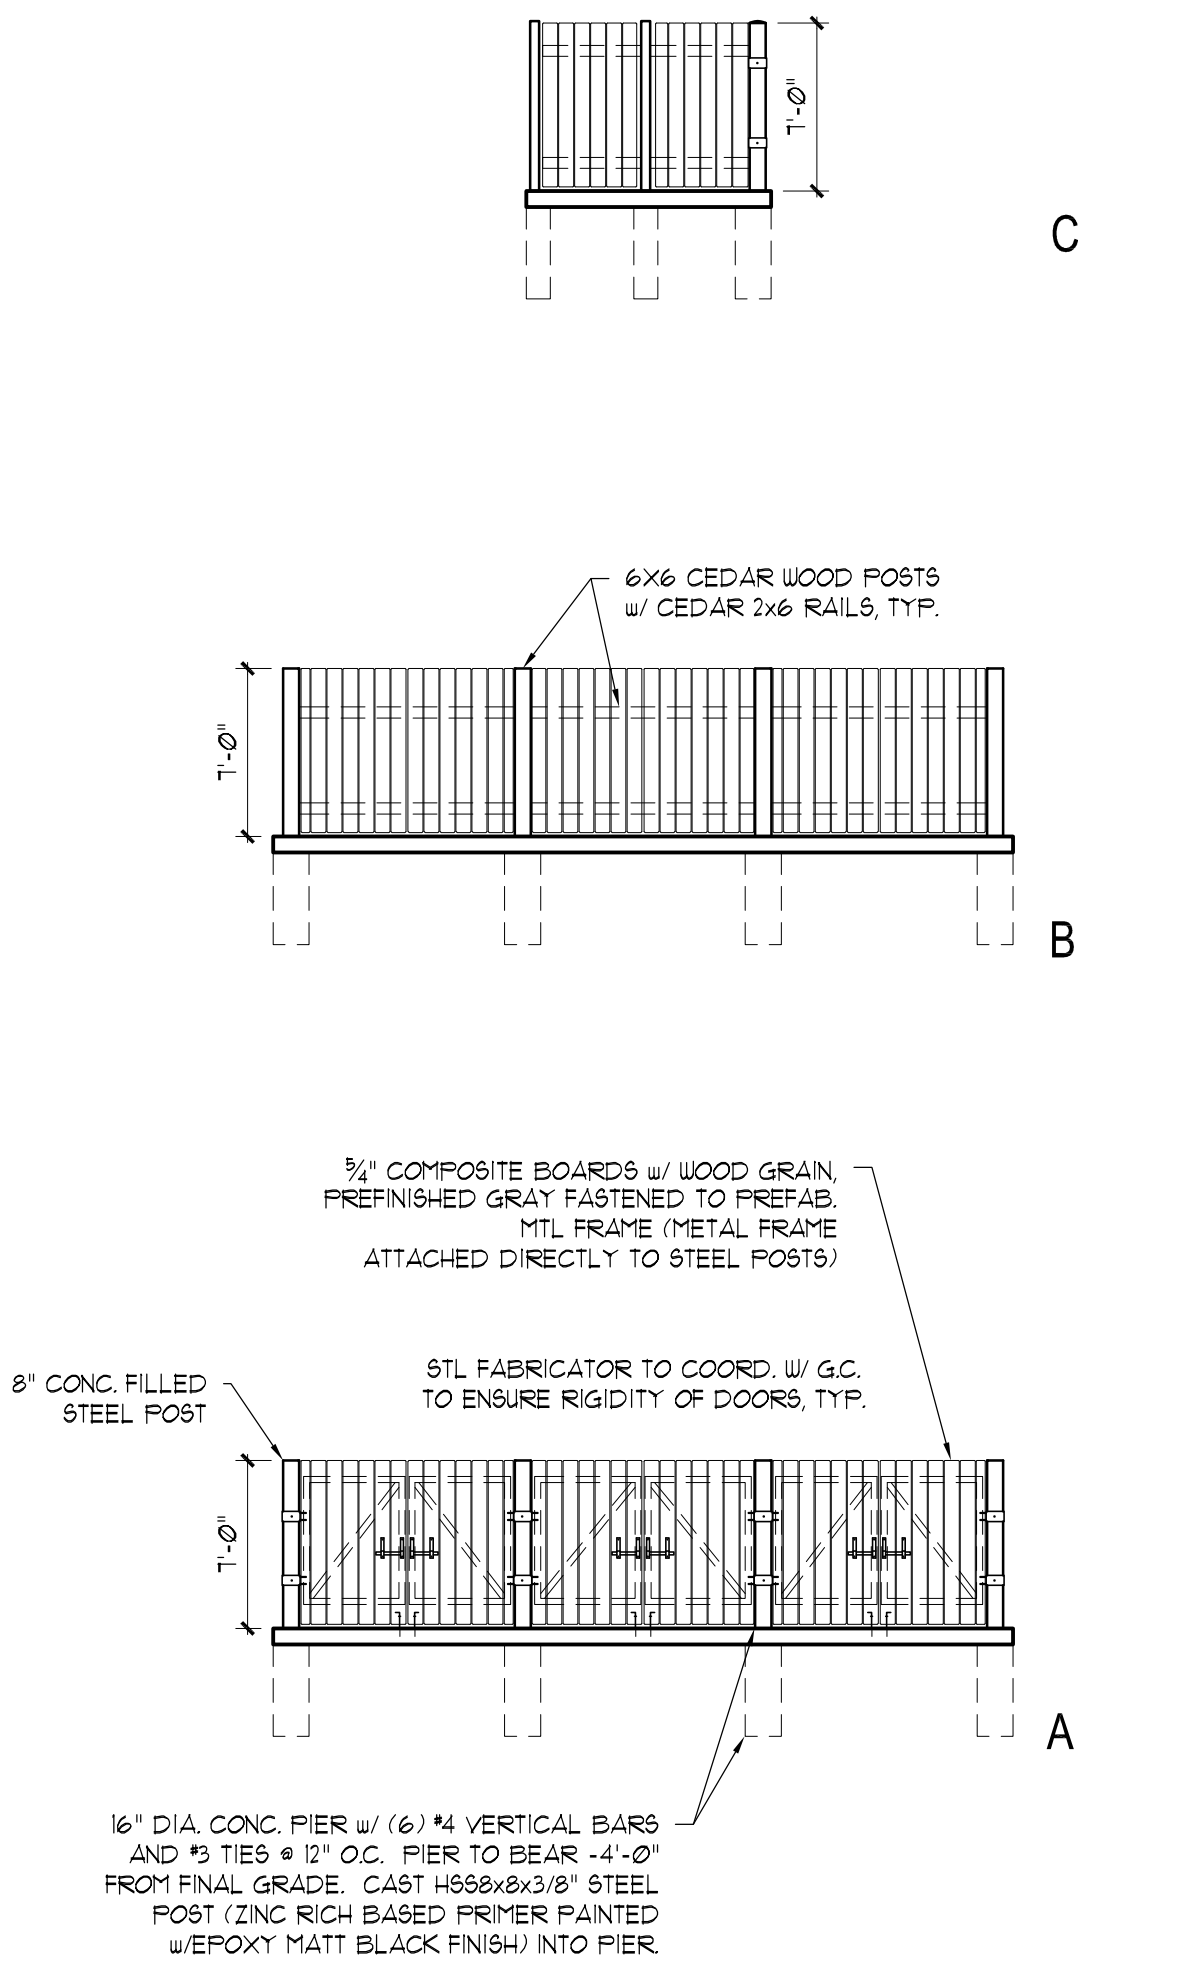 7'-0"
C
6X6 CEDAR WOOD POSTS
w/ CEDAR 2x6 RAILS, TYP.
7'-0"
B
5/4" COMPOSITE BOARDS w/ WOOD GRAIN,
PREFINISHED GRAY FASTENED TO PREFAB.
MTL FRAME (METAL FRAME
ATTACHED DIRECTLY TO STEEL POSTS)
8" CONC. FILLED
STEEL POST
STL FABRICATOR TO COORD. W/ G.C.
TO ENSURE RIGIDITY OF DOORS, TYP.
7'-0"
A
16" DIA. CONC. PIER w/ (6) #4 VERTICAL BARS
AND #3 TIES @ 12" O.C. PIER TO BEAR -4'-0"
FROM FINAL GRADE. CAST HSS8x8x3/8" STEEL
POST (ZINC RICH BASED PRIMER PAINTED
w/EPOXY MATT BLACK FINISH) INTO PIER.